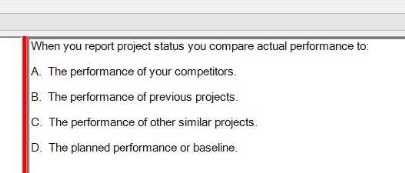 When you report project status you compare actual performance to:
A. The performance of your competitors.
B. The performance of previous projects.
C. The performance of other similar projects.
D. The planned performance or baseline.